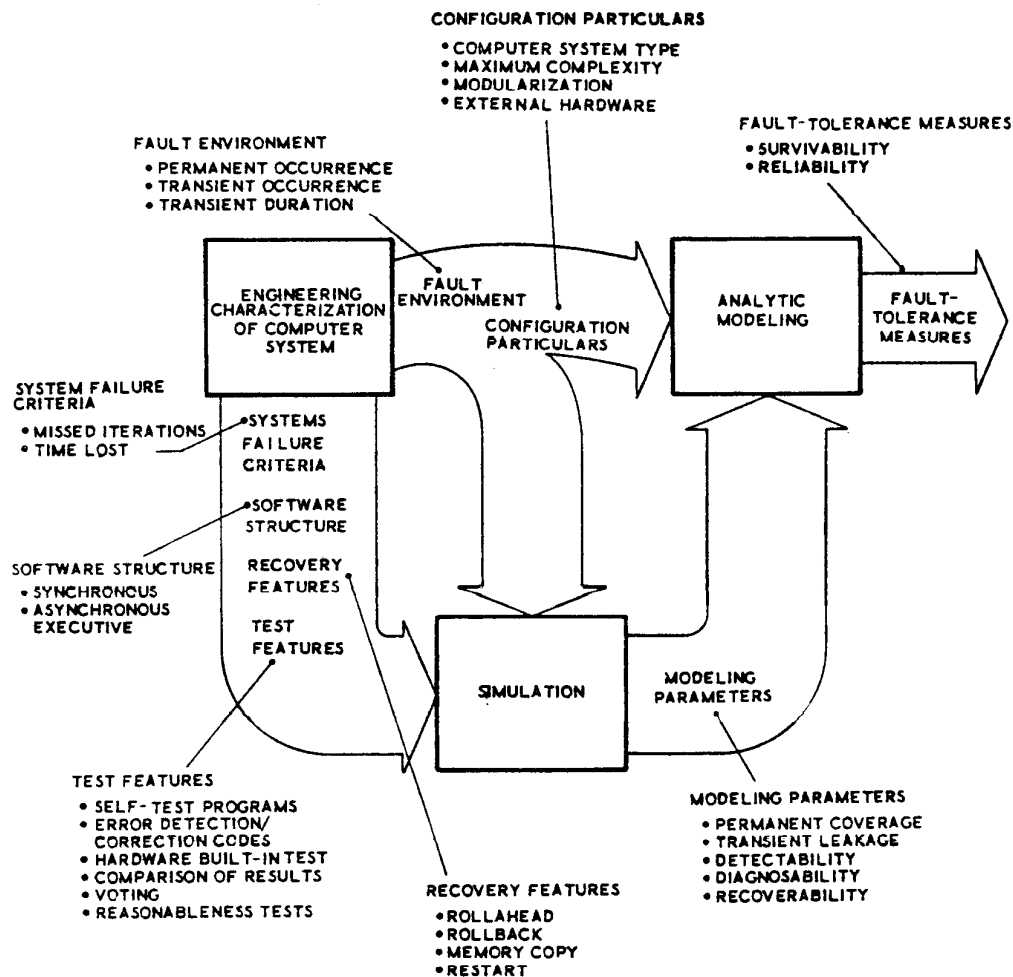 CONFIGURATION PARTICULARS
• COMPUTER SYSTEM TYPE
• MAXIMUM COMPLEXITY
• MODULARIZATION
• EXTERNAL HARDWARE
FAULT-TOLERANCE MEASURES
• SURVIVABILITY
• RELIABILITY
FAULT ENVIRONMENT
• PERMANENT OCCURRENCE
• TRANSIENT OCCURRENCE
• TRANSIENT DURATION
ENGINEERING
CHARACTERIZATION
OF COMPUTER
SYSTEM
FAULT
ENVIRONMENT
CONFIGURATION
PARTICULARS
ANALYTIC
MODELING
FAULT-
TOLERANCE
MEASURES
SYSTEM FAILURE
CRITERIA
• MISSED ITERATIONS
• TIME LOST
SYSTEMS
FAILURE
CRITERIA
SOFTWARE
STRUCTURE
SOFTWARE STRUCTURE
• SYNCHRONOUS
• ASYNCHRONOUS
EXECUTIVE
RECOVERY
FEATURES
TEST
FEATURES
SIMULATION
MODELING
PARAMETERS
TEST FEATURES
• SELF-TEST PROGRAMS
• ERROR DETECTION/
CORRECTION CODES
• HARDWARE BUILT-IN TEST
• COMPARISON OF RESULTS
• VOTING
• REASONABLENESS TESTS
RECOVERY FEATURES
• ROLLAHEAD
• ROLLBACK
• MEMORY COPY
• RESTART
MODELING PARAMETERS
• PERMANENT COVERAGE
• TRANSIENT LEAKAGE
• DETECTABILITY
• DIAGNOSABILITY
• RECOVERABILITY